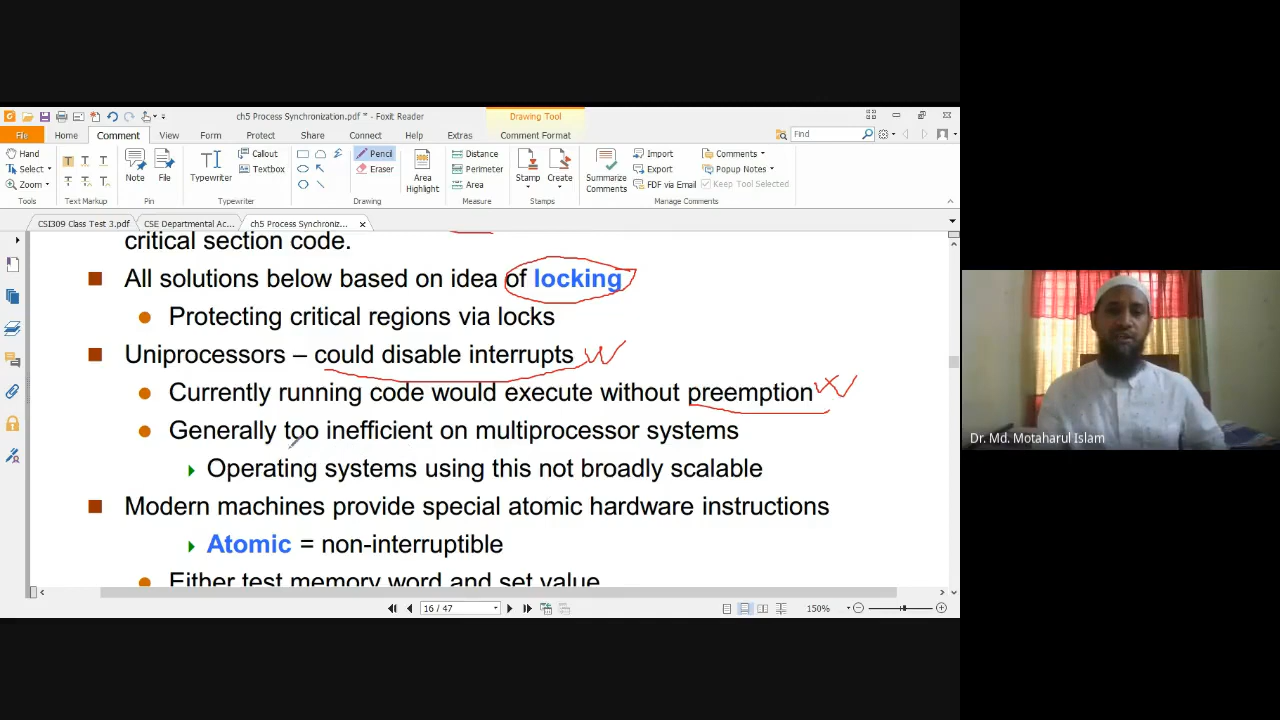 ch5 Process Synchronization.pdf * - Foxit Reader
Drawing Tool
File Home Comment View Form Protect Share Connect Help Extras Comment Format
Find
Hand
Select
Zoom
Tools
Text Markup
Note
File
Pin
Typewriter
Callout
Textbox
Typewriter
Pencil
Eraser
Drawing
Area Highlight
Distance
Perimeter
Area
Measure
Stamp
Create
Stamps
Summarize Comments
Import
Export
FDF via Email
Comments
Popup Notes
Keep Tool Selected
Manage Comments
CSI309 Class Test 3.pdf
CSE Departmental Ac...
ch5 Process Synchroniz...
critical section code.
All solutions below based on idea of locking
Protecting critical regions via locks
Uniprocessors – could disable interrupts
Currently running code would execute without preemption
Generally too inefficient on multiprocessor systems
Operating systems using this not broadly scalable
Modern machines provide special atomic hardware instructions
Atomic = non-interruptible
Either test memory word and set value
16 / 47
150%
Dr. Md. Motaharul Islam